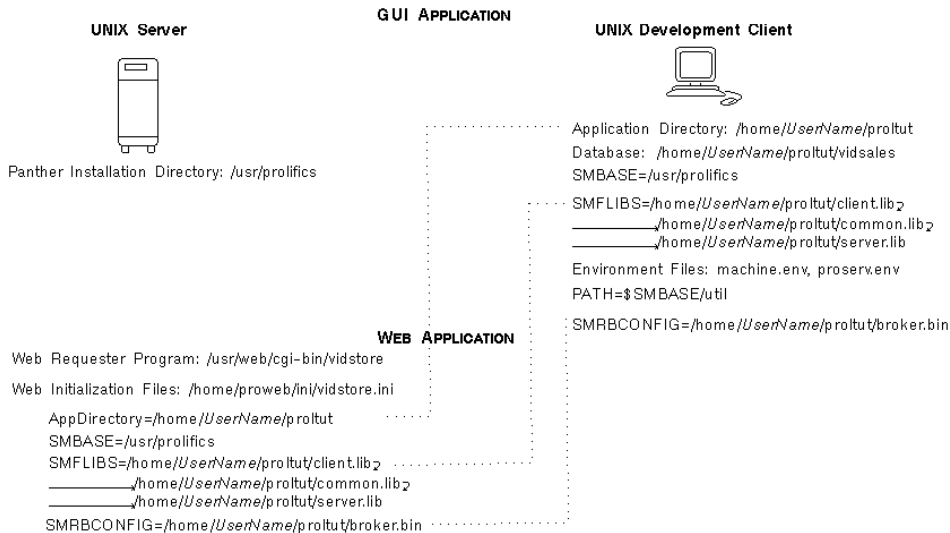 GUI APPLICATION
UNIX Server
UNIX Development Client
Panther Installation Directory: /usr/prolifics
Application Directory: /home/UserName/proltut
Database: /home/UserName/proltut/vidsales
SMBASE=/usr/prolifics
SMFLIBS=/home/UserName/proltut/client.lib
/home/UserName/proltut/common.lib
/home/UserName/proltut/server.lib
Environment Files: machine.env, proserv.env
PATH=$SMBASE/util
SMRBCONFIG=/home/UserName/proltut/broker.bin
WEB APPLICATION
Web Requester Program: /usr/web/cgi-bin/vidstore
Web Initialization Files: /home/proweb/ini/vidstore.ini
AppDirectory=/home/UserName/proltut
SMBASE=/usr/prolifics
SMFLIBS=/home/UserName/proltut/client.lib
/home/UserName/proltut/common.lib
/home/UserName/proltut/server.lib
SMRBCONFIG=/home/UserName/proltut/broker.bin